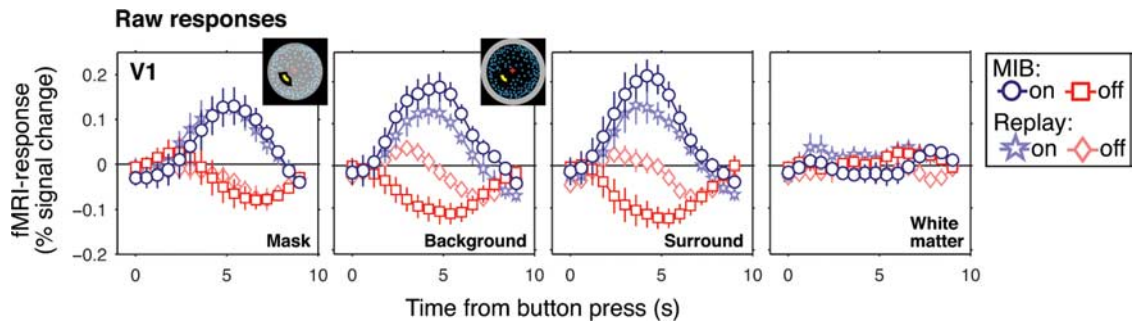 Raw responses
V1
Mask
Background
Surround
White
matter
fMRI-response
(% signal change)
0.2
0.1
0
−0.1
−0.2
0 5 10
0 5 10
0 5 10
0 5 10
Time from button press (s)
MIB:
on off
Replay:
on off